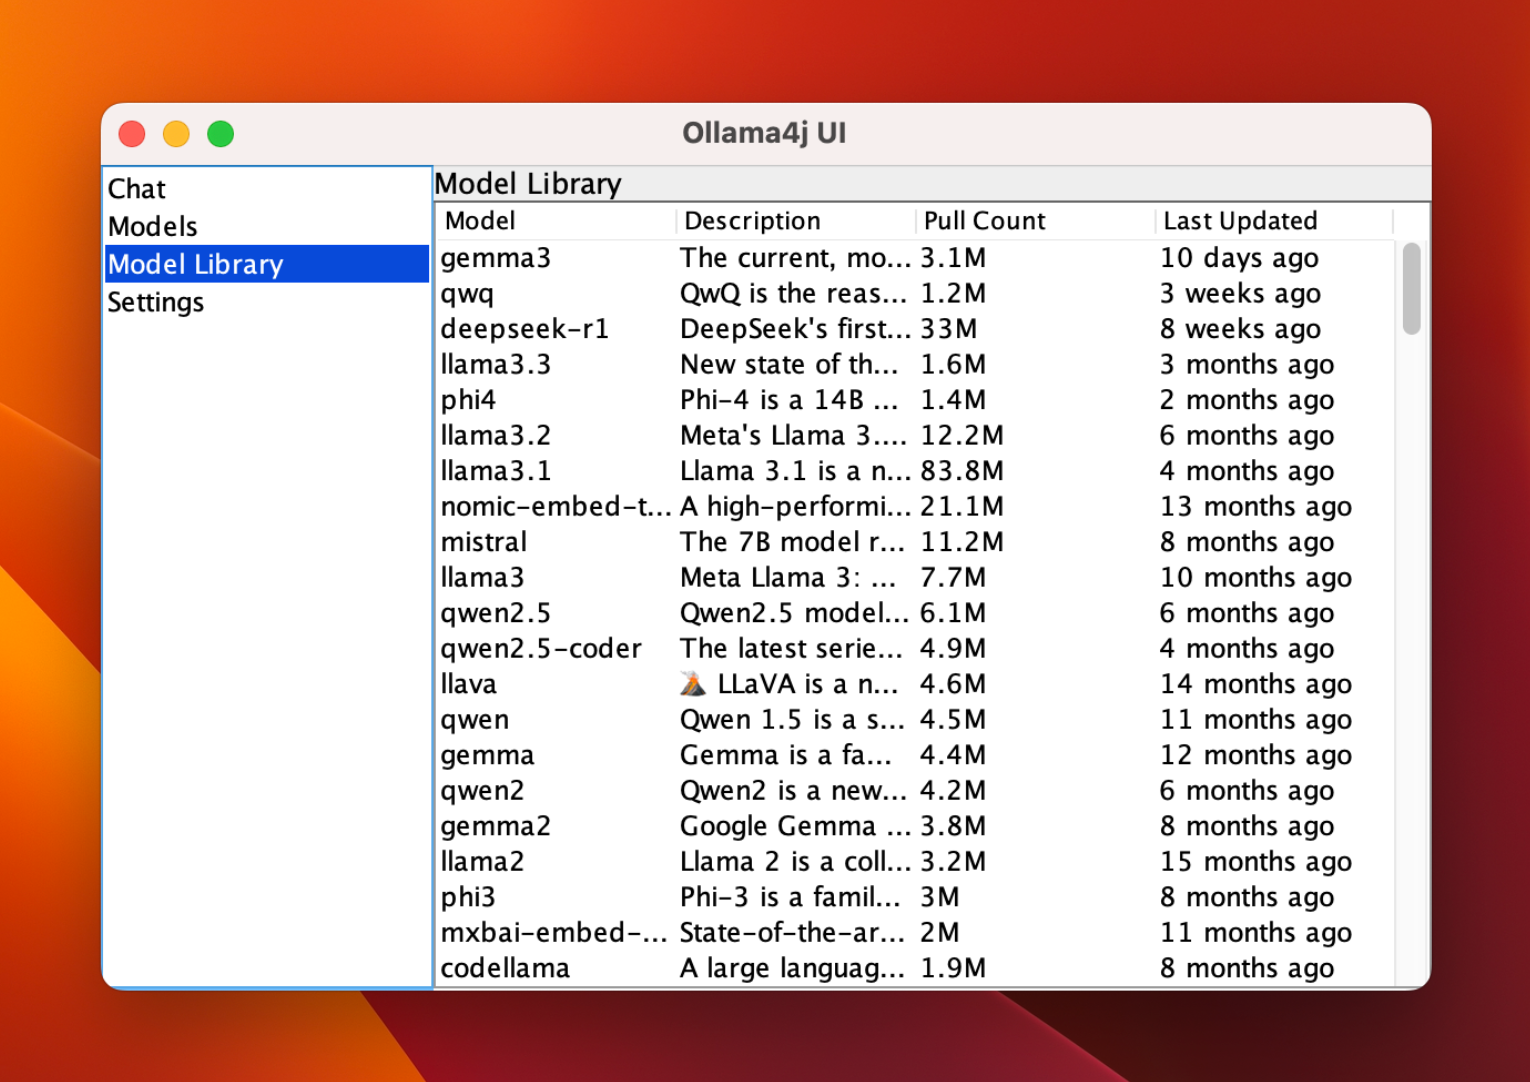 Ollama4j UI
Chat
Models
Model Library
Settings
Model Library
Model Description Pull Count Last Updated
gemma3 The current, mo... 3.1M 10 days ago
qwq QwQ is the reas... 1.2M 3 weeks ago
deepseek-r1 DeepSeek's first... 33M 8 weeks ago
llama3.3 New state of th... 1.6M 3 months ago
phi4 Phi-4 is a 14B ... 1.4M 2 months ago
llama3.2 Meta's Llama 3.... 12.2M 6 months ago
llama3.1 Llama 3.1 is a n... 83.8M 4 months ago
nomic-embed-t... A high-performi... 21.1M 13 months ago
mistral The 7B model r... 11.2M 8 months ago
llama3 Meta Llama 3: ... 7.7M 10 months ago
qwen2.5 Qwen2.5 model... 6.1M 6 months ago
qwen2.5-coder The latest serie... 4.9M 4 months ago
llava 🌋 LLaVA is a n... 4.6M 14 months ago
qwen Qwen 1.5 is a s... 4.5M 11 months ago
gemma Gemma is a fa... 4.4M 12 months ago
qwen2 Qwen2 is a new... 4.2M 6 months ago
gemma2 Google Gemma ... 3.8M 8 months ago
llama2 Llama 2 is a coll... 3.2M 15 months ago
phi3 Phi-3 is a famil... 3M 8 months ago
mxbai-embed-... State-of-the-ar... 2M 11 months ago
codellama A large languag... 1.9M 8 months ago